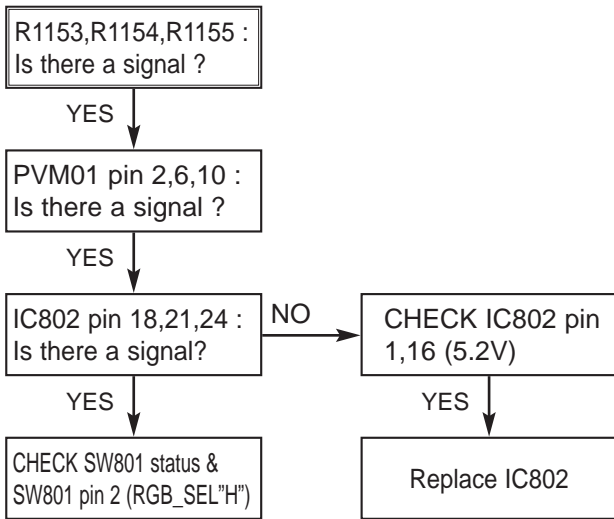 R1153,R1154,R1155 :
Is there a signal ?
YES
PVM01 pin 2,6,10 :
Is there a signal ?
YES
IC802 pin 18,21,24 :
Is there a signal?
NO
CHECK IC802 pin
1,16 (5.2V)
YES
YES
CHECK SW801 status &
SW801 pin 2 (RGB_SEL"H")
Replace IC802